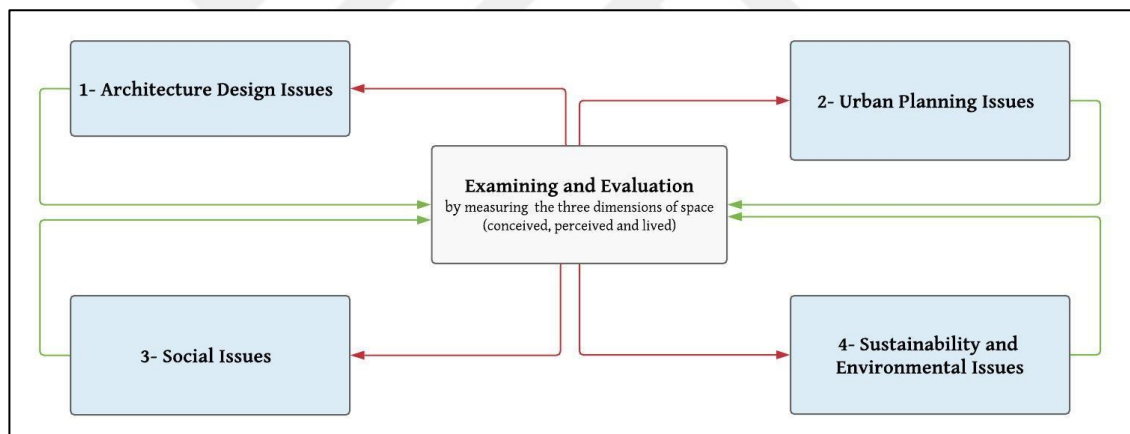 1- Architecture Design Issues
2- Urban Planning Issues
Examining and Evaluation
by measuring the three dimensions of space
(conceived, perceived and lived)
3- Social Issues
4- Sustainability and
Environmental Issues